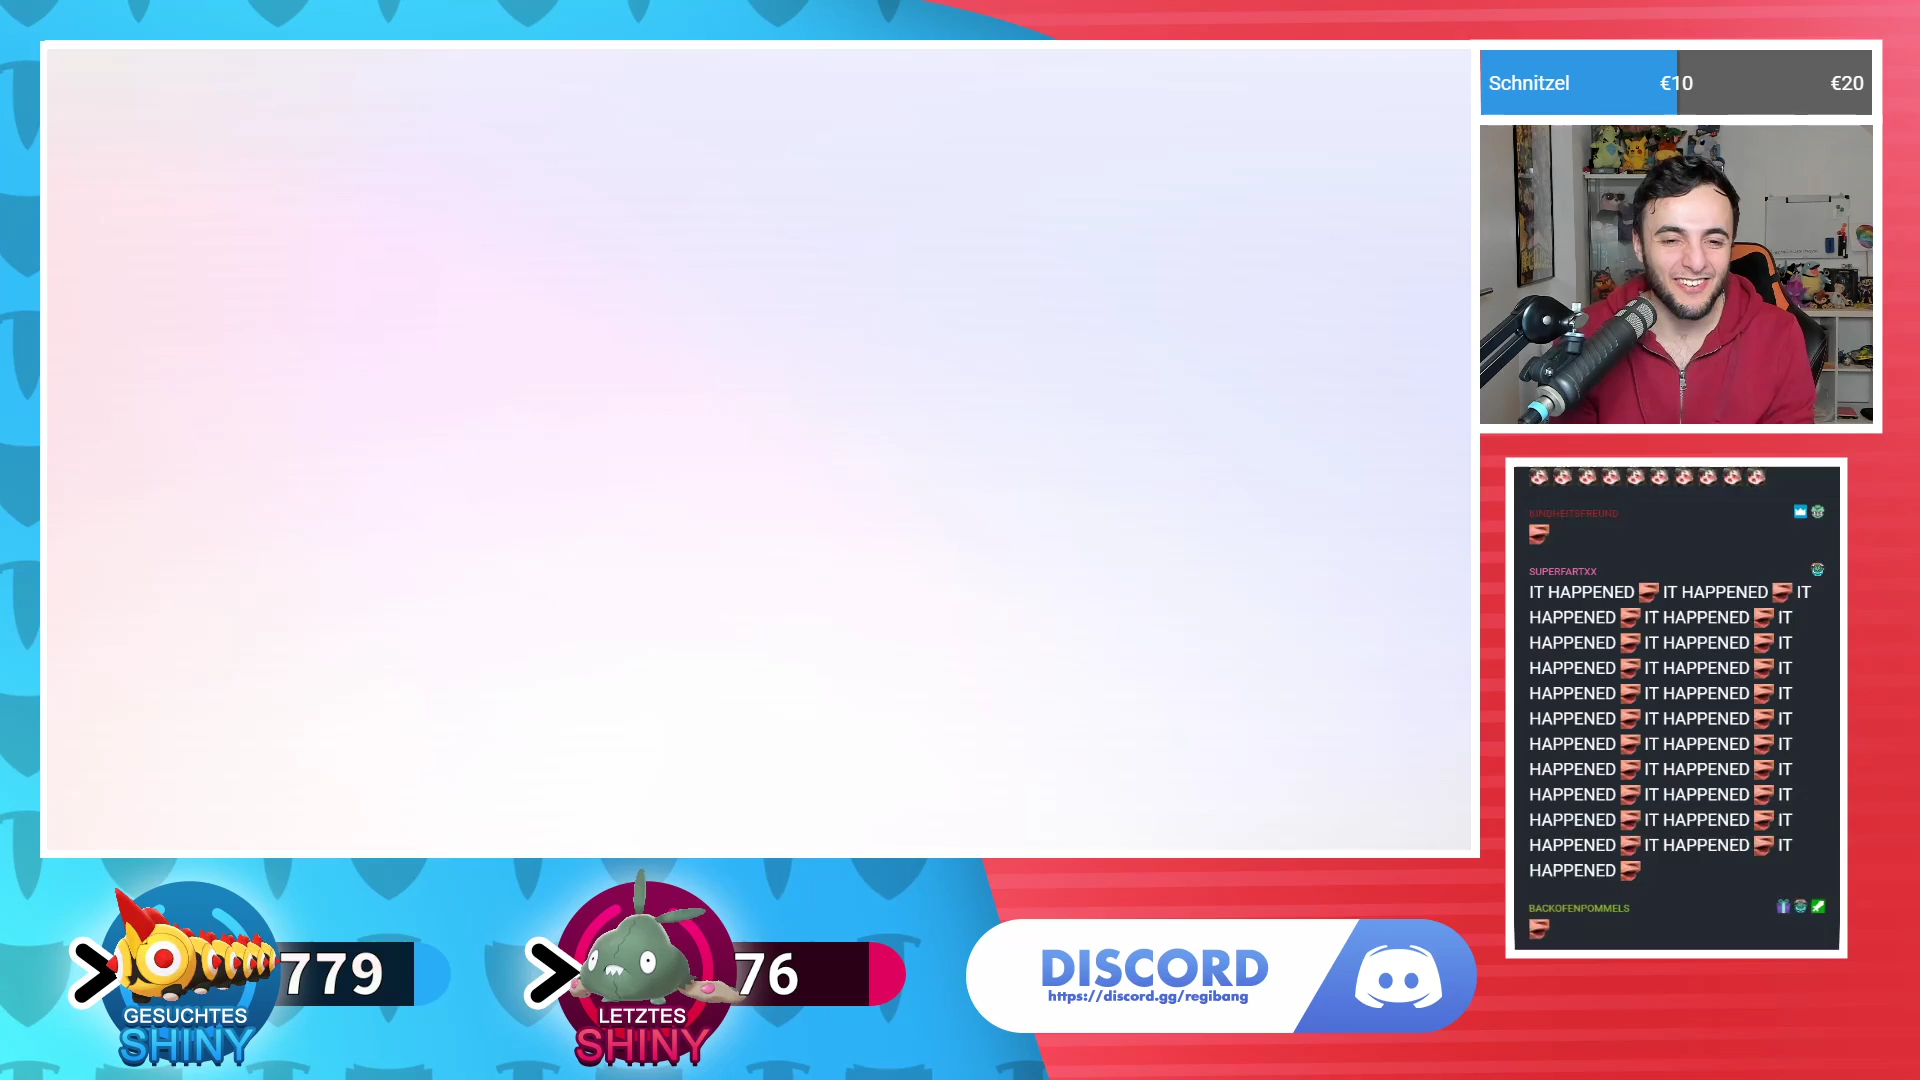 Schnitzel €10 €20
KINDHEITSFREUND
SUPERFARTXX
IT HAPPENED IT HAPPENED IT
HAPPENED IT HAPPENED IT
HAPPENED IT HAPPENED IT
HAPPENED IT HAPPENED IT
HAPPENED IT HAPPENED IT
HAPPENED IT HAPPENED IT
HAPPENED IT HAPPENED IT
HAPPENED IT HAPPENED IT
HAPPENED IT HAPPENED IT
HAPPENED IT HAPPENED IT
HAPPENED IT HAPPENED IT
HAPPENED
BACKOFENPOMMELS
779
GESUCHTES
SHINY
76
LETZTES
SHINY
DISCORD
https://discord.gg/regibang